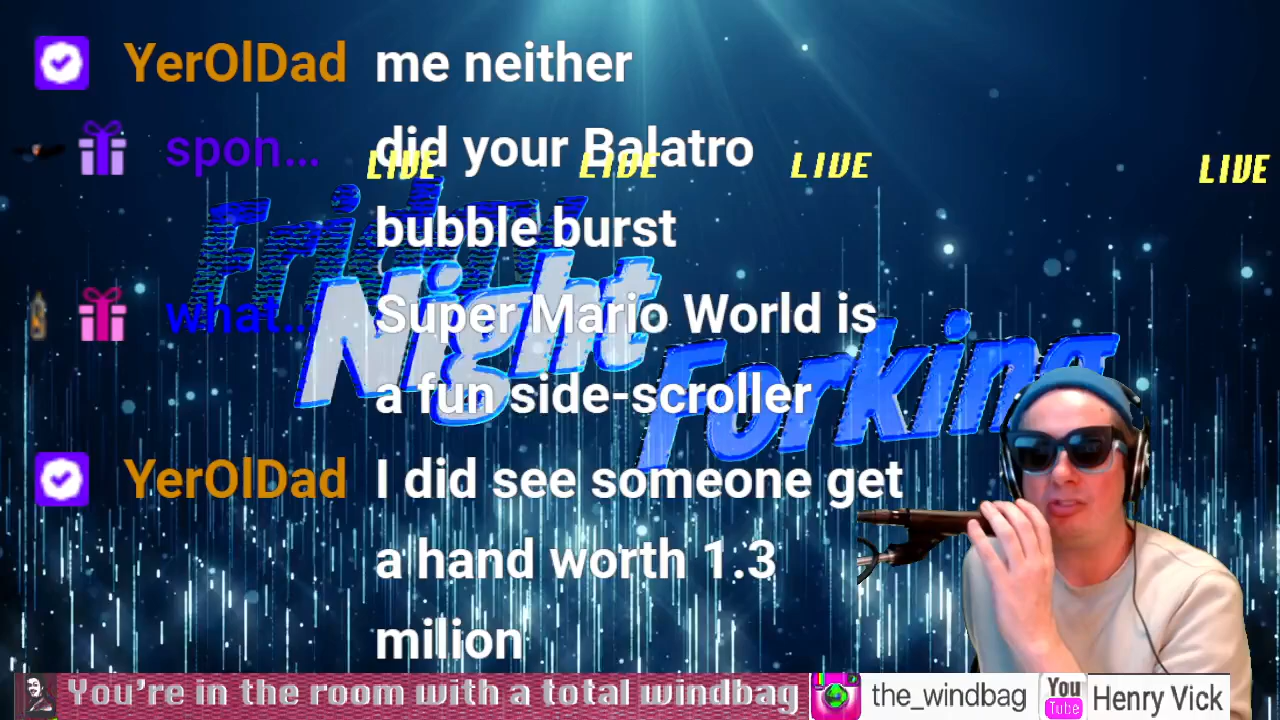 YerOlDad me neither
spon... did your Balatro
LIVE LIVE LIVE LIVE
bubble burst
Friday
Night
what... Super Mario World is
Forking
a fun side-scroller
YerOlDad I did see someone get
a hand worth 1.3
milion
You're in the room with a total windbag the_windbag You Tube Henry Vick